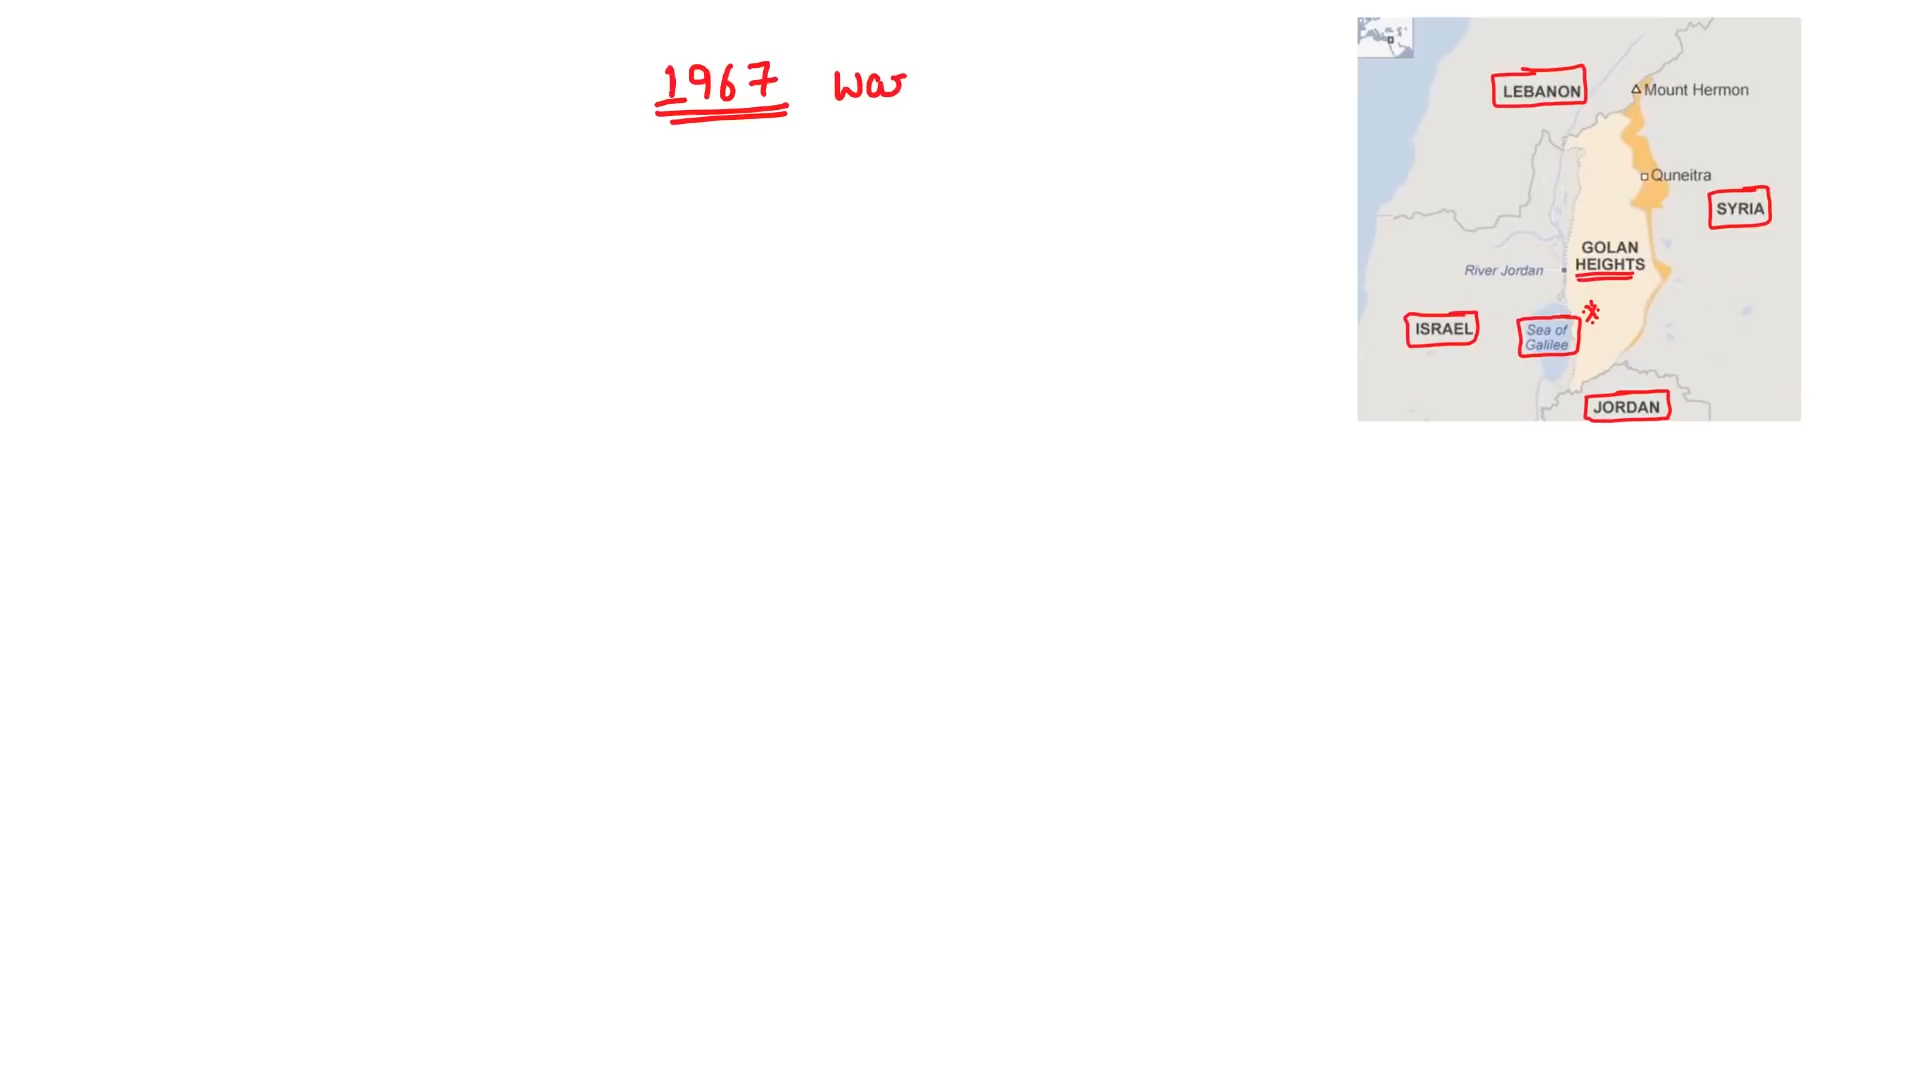 1967 war
LEBANON
Mount Hermon
Quneitra
SYRIA
GOLAN
HEIGHTS
River Jordan
ISRAEL
Sea of
Galilee
JORDAN